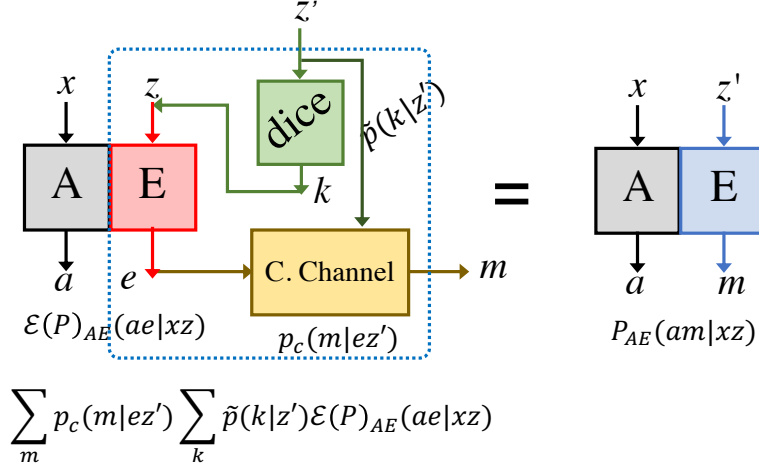 z'
x
z
dice
p̃(k|z')
k
A
E
=
x
z'
A
E
a
e
C. Channel
m
a
m
ℰ(P)_{AE}(ae|xz)
p_c(m|ez')
P_{AE}(am|xz)
∑_m p_c(m|ez') ∑_k p̃(k|z')ℰ(P)_{AE}(ae|xz)